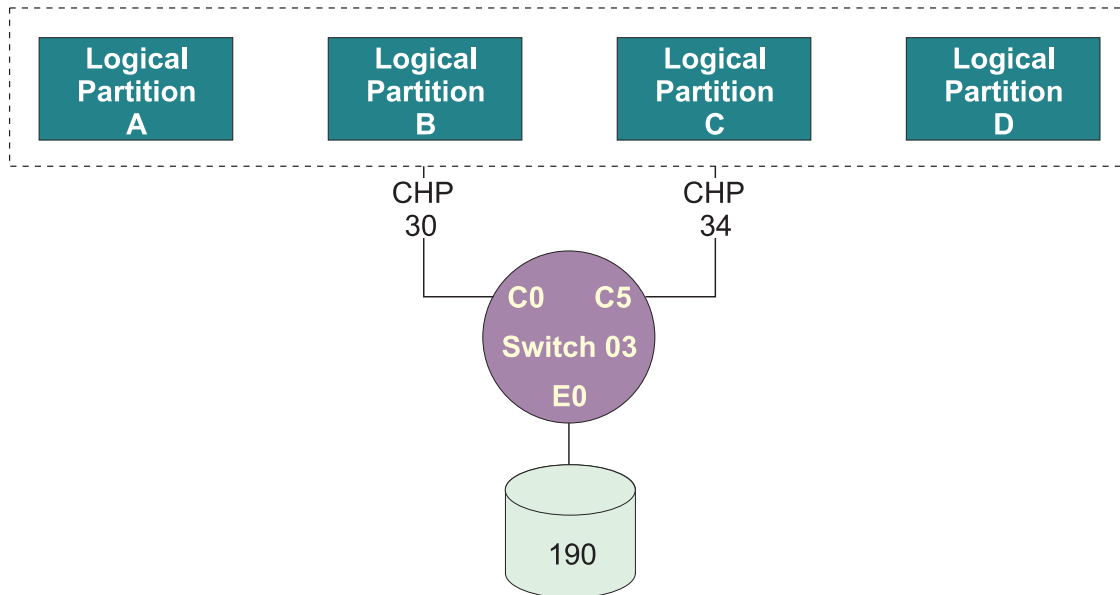 Logical
Partition
A
Logical
Partition
B
Logical
Partition
C
Logical
Partition
D
CHP
30
CHP
34
C0 C5
Switch 03
E0
190